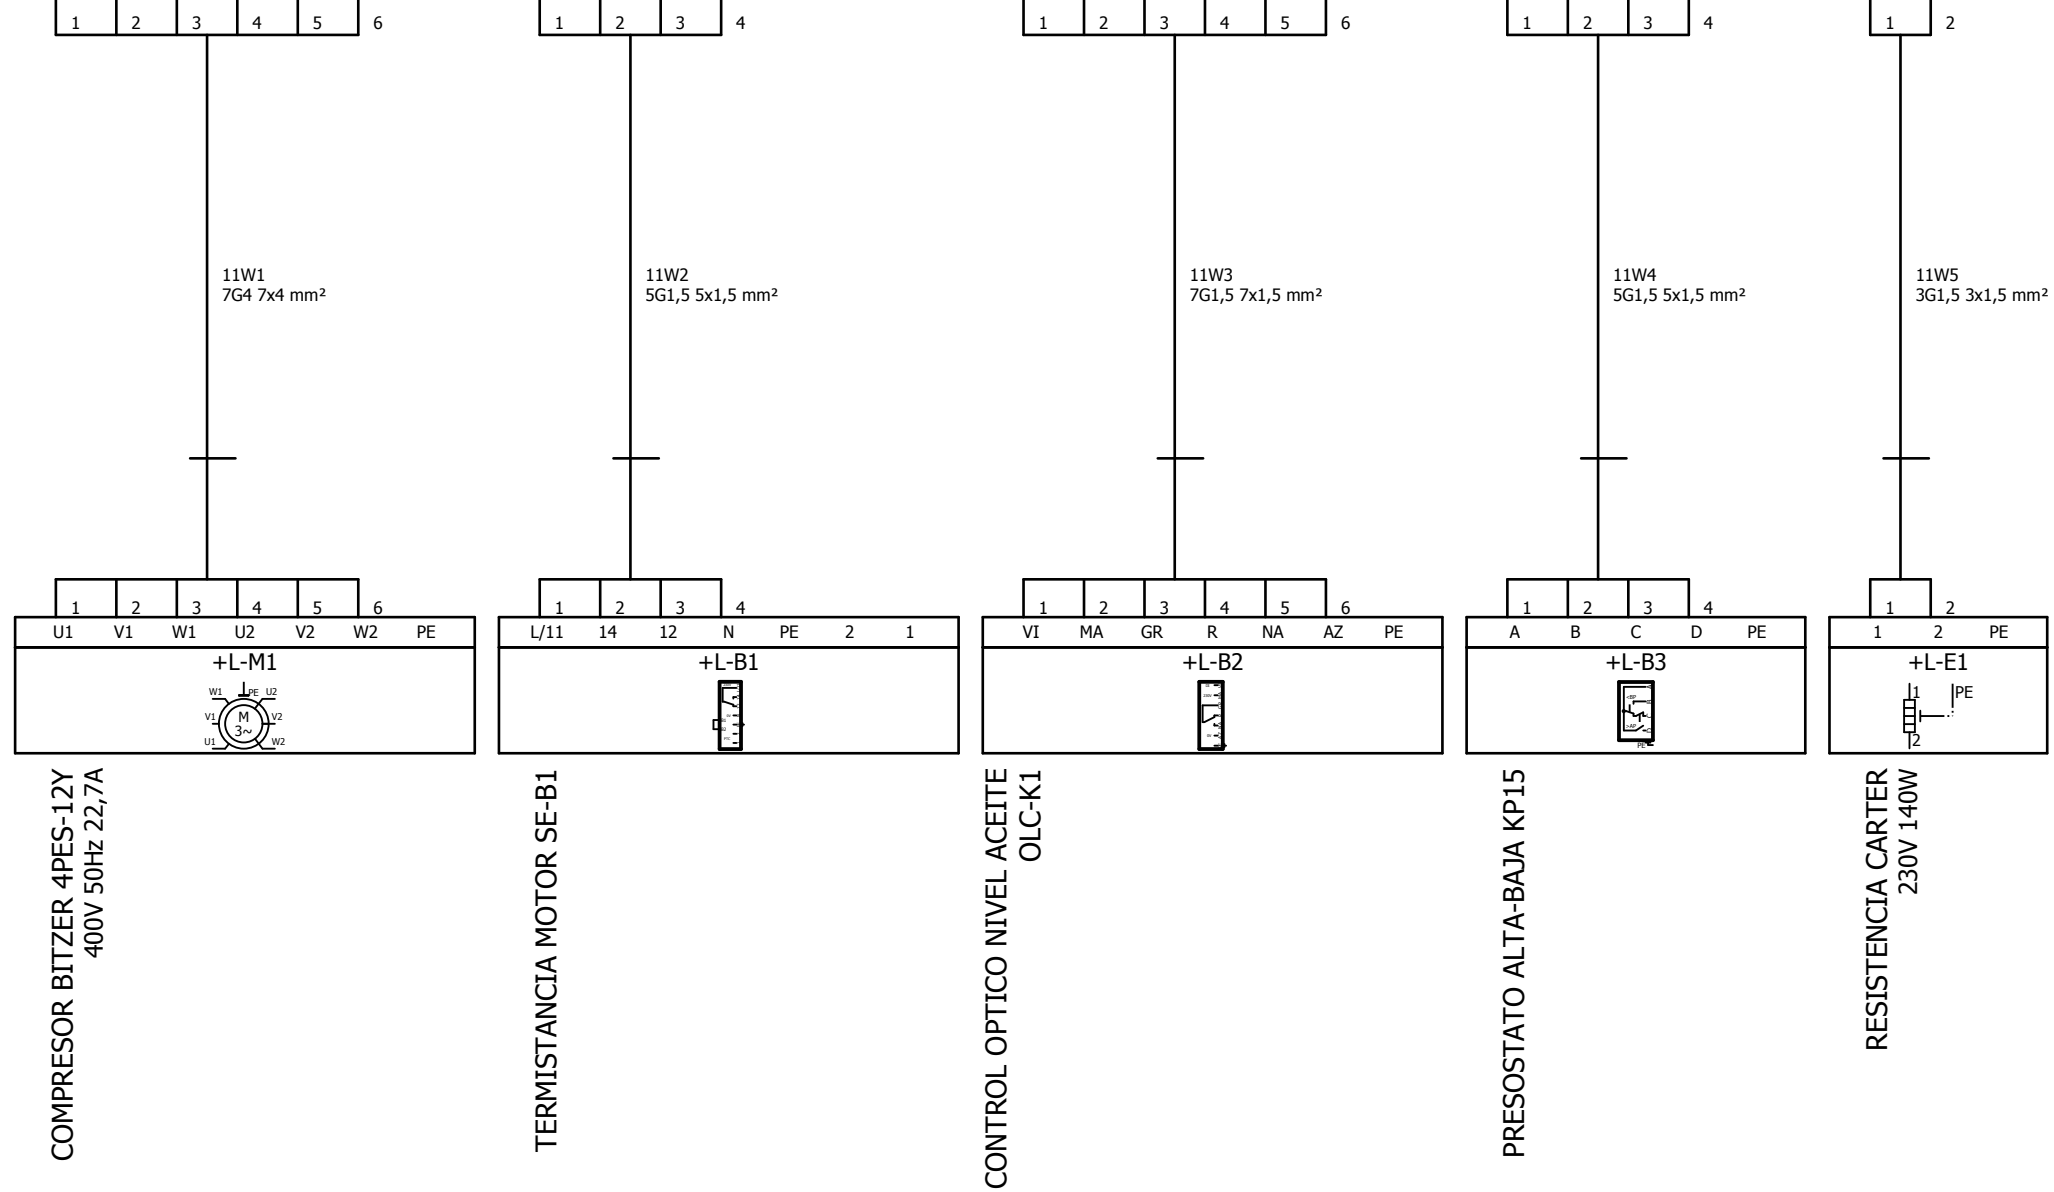 1 2 3 4 5 6
1 2 3 4
1 2 3 4 5 6
1 2 3 4
1 2
11W1
7G4 7x4 mm²
11W2
5G1,5 5x1,5 mm²
11W3
7G1,5 7x1,5 mm²
11W4
5G1,5 5x1,5 mm²
11W5
3G1,5 3x1,5 mm²
1 2 3 4 5 6
U1 V1 W1 U2 V2 W2 PE
+L-M1
W1 PE U2
V1 M V2
3~
U1 W2
COMPRESOR BITZER 4PES-12Y
400V 50Hz 22,7A
1 2 3 4
L/11 14 12 N PE 2 1
+L-B1
TERMISTANCIA MOTOR SE-B1
1 2 3 4 5 6
VI MA GR R NA AZ PE
+L-B2
CONTROL OPTICO NIVEL ACEITE
OLC-K1
1 2 3 4
A B C D PE
+L-B3
<BP
>AP
PE
PRESOSTATO ALTA-BAJA KP15
1 2
1 2 PE
+L-E1
1 PE
2
RESISTENCIA CARTER
230V 140W